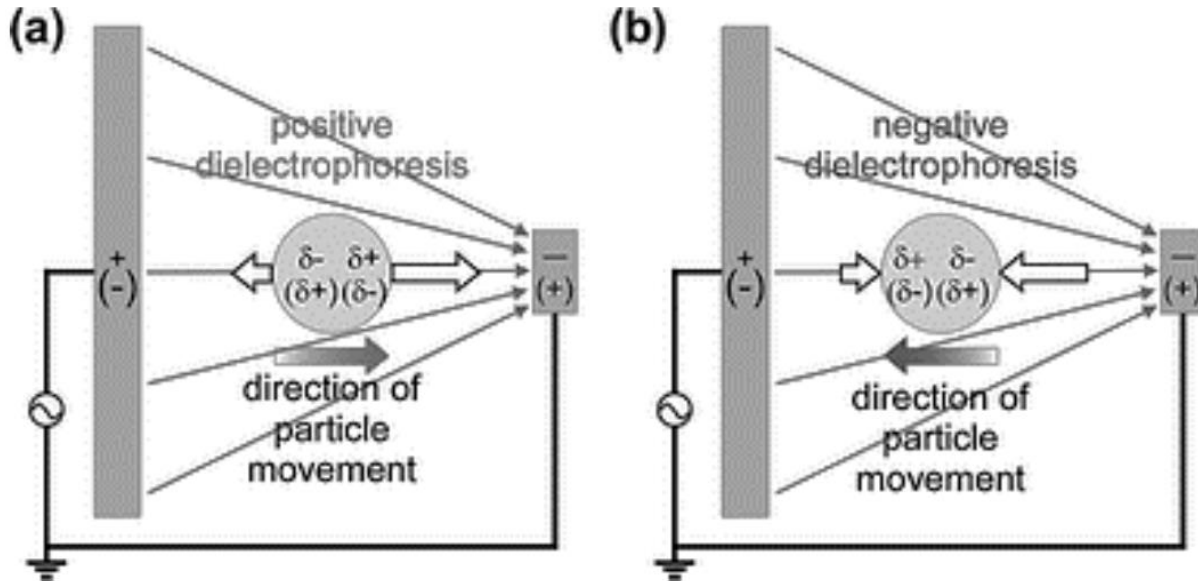 (a)
positive
dielectrophoresis
+
(-)
δ- δ+
(δ+)(δ-)
—
(+)
direction of
particle
movement
(b)
negative
dielectrophoresis
+
(-)
δ+ δ-
(δ-)(δ+)
—
(+)
direction of
particle
movement